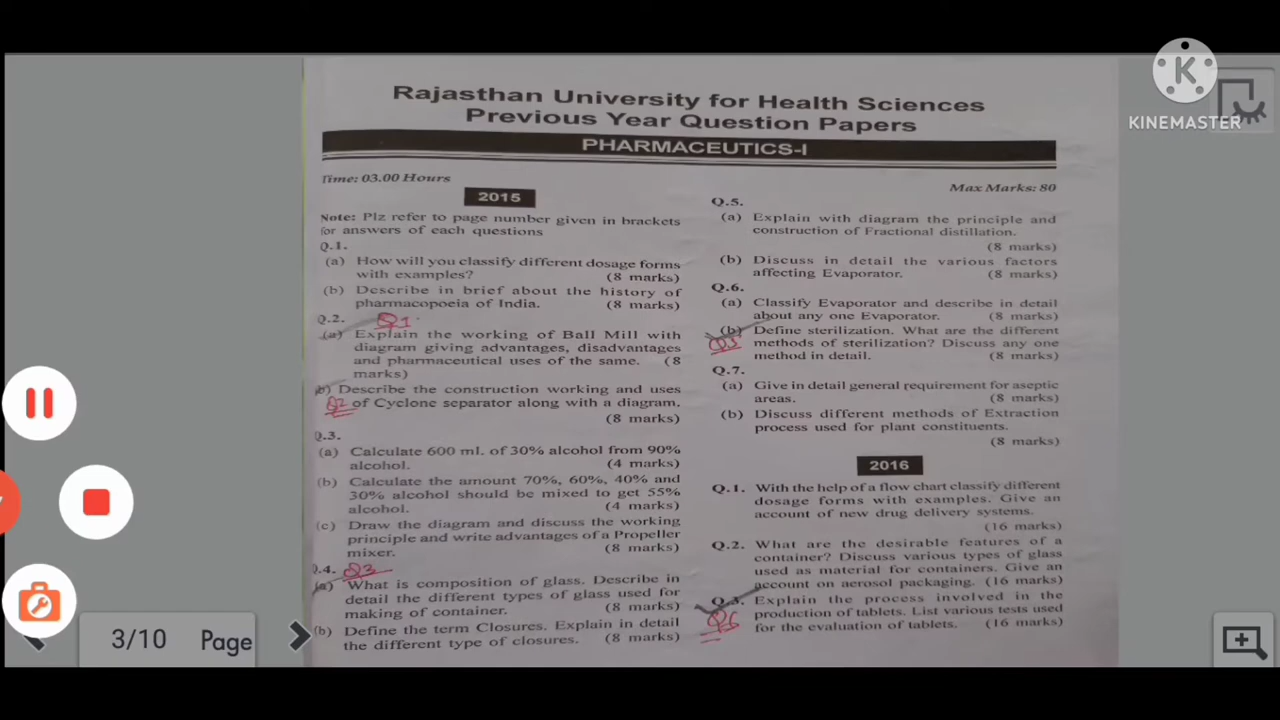 Rajasthan University for Health Sciences
Previous Year Question Papers
PHARMACEUTICS-I
Time: 03.00 Hours
Max Marks: 80
2015
Note: Plz refer to page number given in brackets
for answers of each questions
Q.1.
(a) How will you classify different dosage forms
with examples? (8 marks)
(b) Describe in brief about the history of
pharmacopoeia of India. (8 marks)
Q.2.
Q1
(a) Explain the working of Ball Mill with
diagram giving advantages, disadvantages
and pharmaceutical uses of the same. (8
marks)
b) Describe the construction working and uses
Q2 of Cyclone separator along with a diagram.
(8 marks)
Q.3.
(a) Calculate 600 ml. of 30% alcohol from 90%
alcohol. (4 marks)
(b) Calculate the amount 70%, 60%, 40% and
30% alcohol should be mixed to get 55%
alcohol. (4 marks)
(c) Draw the diagram and discuss the working
principle and write advantages of a Propeller
mixer. (8 marks)
Q.4. Q3
(a) What is composition of glass. Describe in
detail the different types of glass used for
making of container. (8 marks)
(b) Define the term Closures. Explain in detail
the different type of closures. (8 marks)
Q.5.
(a) Explain with diagram the principle and
construction of Fractional distillation.
(8 marks)
(b) Discuss in detail the various factors
affecting Evaporator. (8 marks)
Q.6.
(a) Classify Evaporator and describe in detail
about any one Evaporator. (8 marks)
(b) Define sterilization. What are the different
methods of sterilization? Discuss any one
method in detail. (8 marks)
Q.7.
(a) Give in detail general requirement for aseptic
areas. (8 marks)
(b) Discuss different methods of Extraction
process used for plant constituents.
(8 marks)
2016
Q.1. With the help of a flow chart classify different
dosage forms with examples. Give an
account of new drug delivery systems.
(16 marks)
Q.2. What are the desirable features of a
container? Discuss various types of glass
used as material for containers. Give an
account on aerosol packaging. (16 marks)
Q.3. Explain the process involved in the
production of tablets. List various tests used
Q6 for the evaluation of tablets. (16 marks)
K
KINEMASTER
3/10 Page